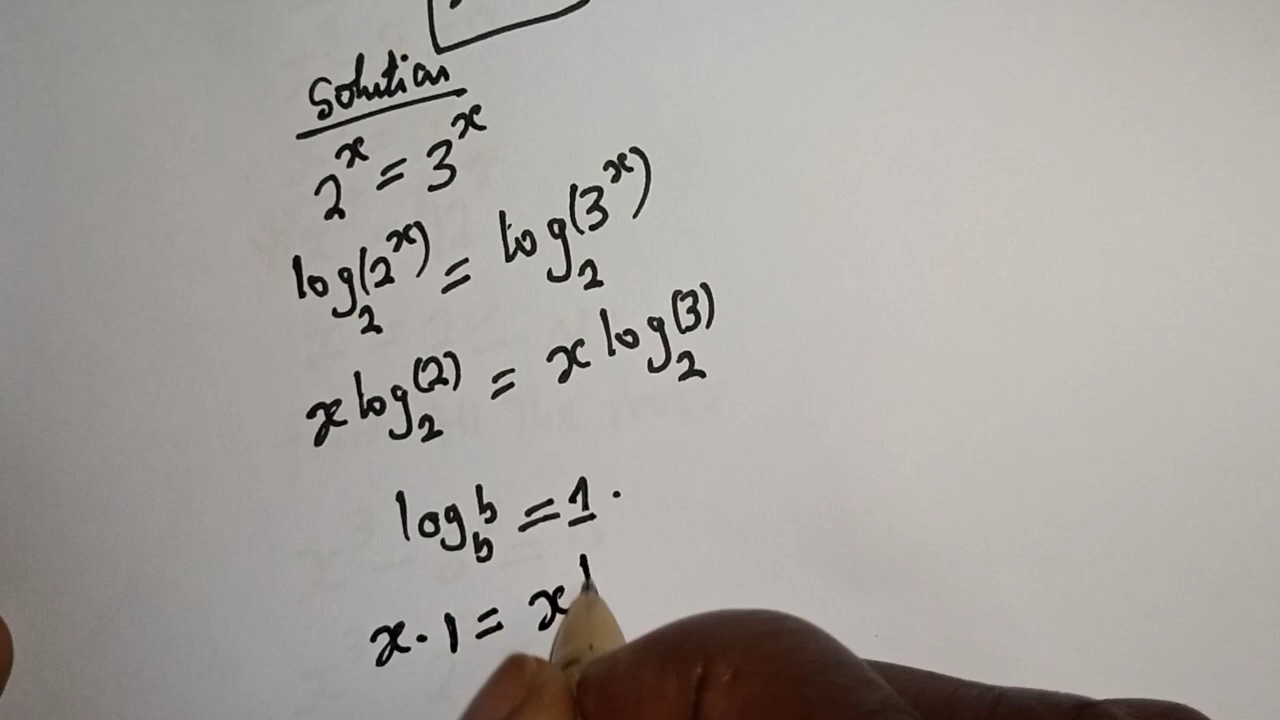 Solution
2^x = 3^x
log_2(2^x) = log_2(3^x)
x log_2(2) = x log_2(3)
log_b b = 1.
x · 1 = x